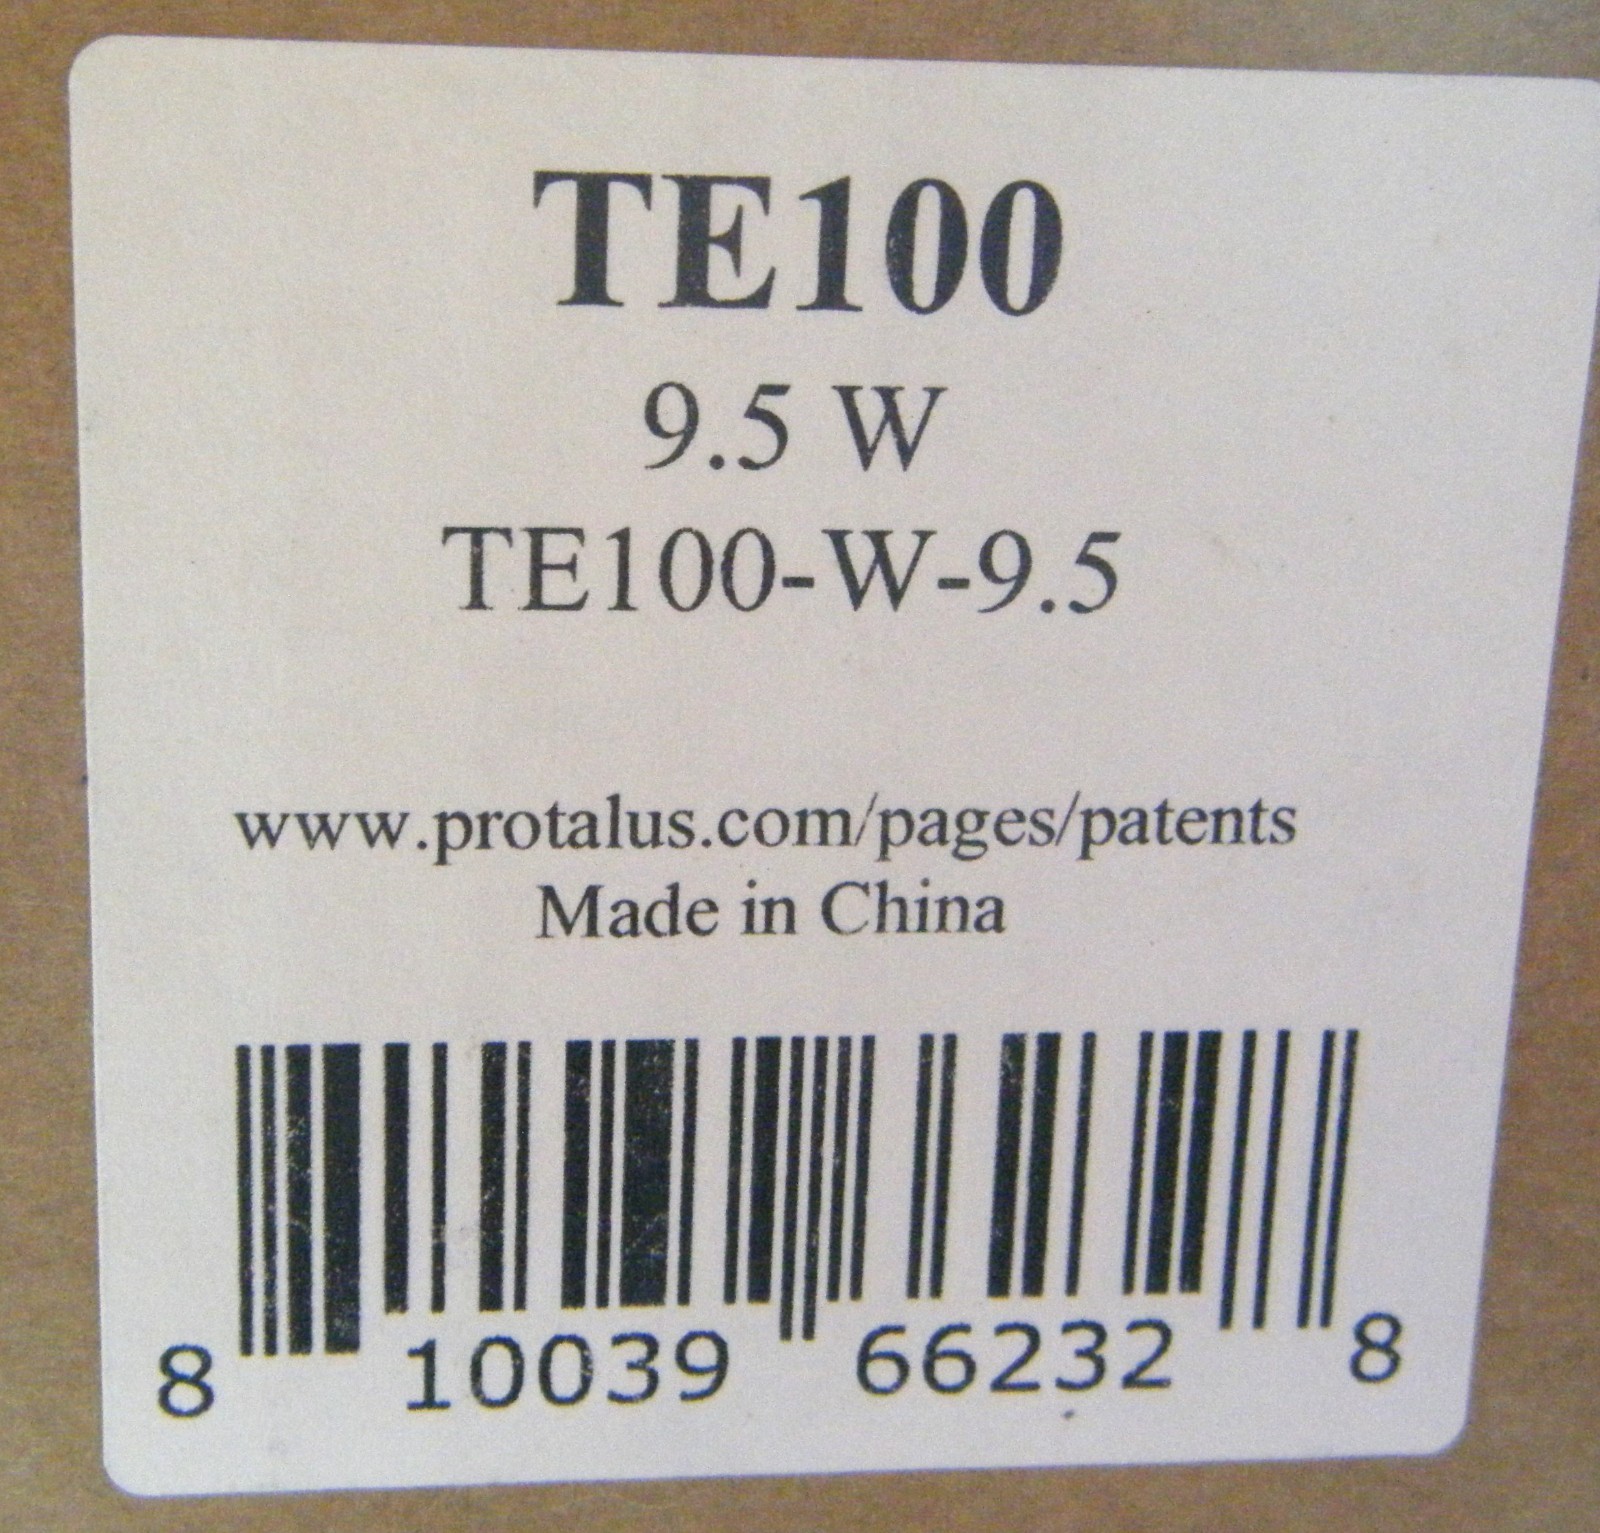 TE100
9.5 W
TE100-W-9.5
www.protalus.com/pages/patents
Made in China
8 10039 66232 8